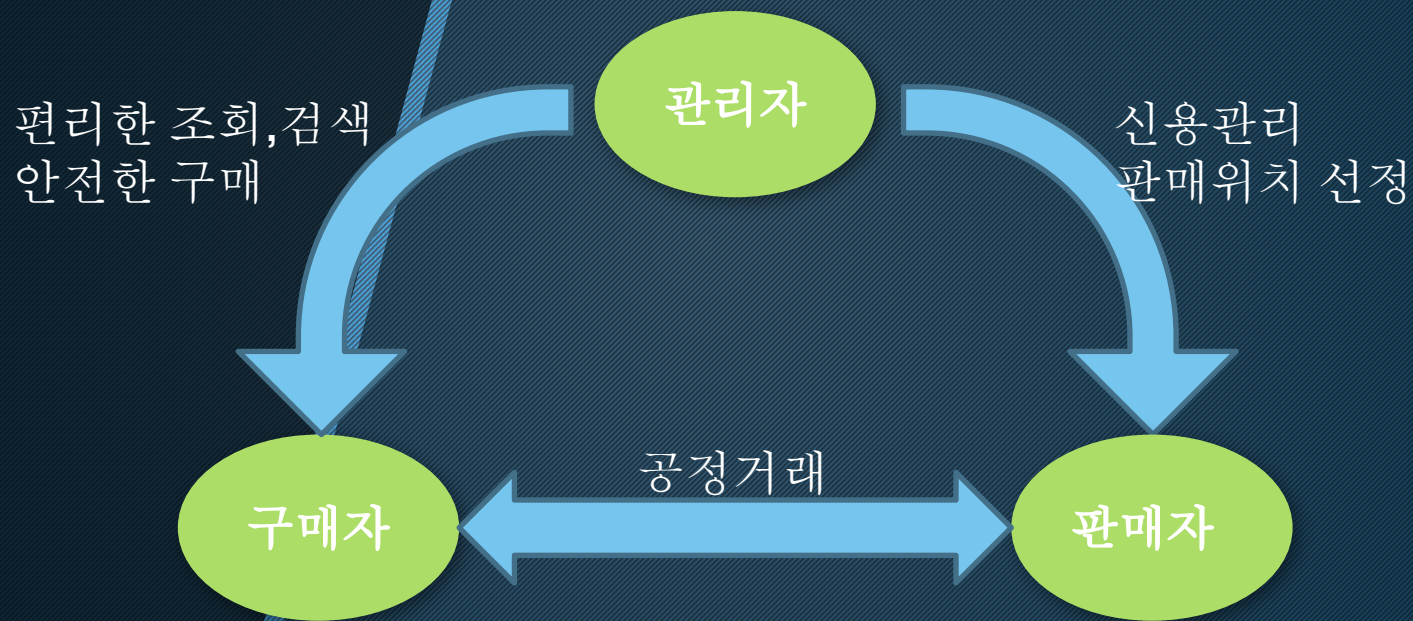 관리자
편리한 조회,검색
안전한 구매
신용관리
판매위치 선정
공정거래
구매자
판매자